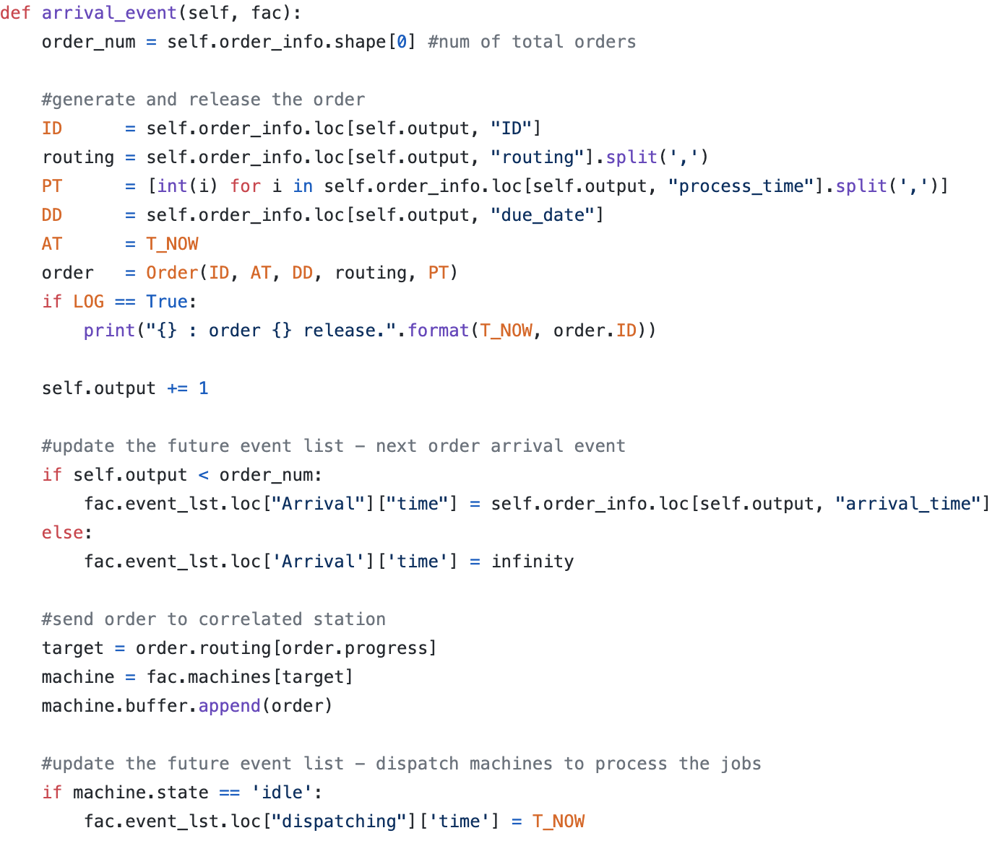 def arrival_event(self, fac):
    order_num = self.order_info.shape[0] #num of total orders

    #generate and release the order
    ID      = self.order_info.loc[self.output, "ID"]
    routing = self.order_info.loc[self.output, "routing"].split(',')
    PT      = [int(i) for i in self.order_info.loc[self.output, "process_time"].split(',')]
    DD      = self.order_info.loc[self.output, "due_date"]
    AT      = T_NOW
    order   = Order(ID, AT, DD, routing, PT)
    if LOG == True:
        print("{} : order {} release.".format(T_NOW, order.ID))

    self.output += 1

    #update the future event list - next order arrival event
    if self.output < order_num:
        fac.event_lst.loc["Arrival"]["time"] = self.order_info.loc[self.output, "arrival_time"]
    else:
        fac.event_lst.loc['Arrival']['time'] = infinity

    #send order to correlated station
    target = order.routing[order.progress]
    machine = fac.machines[target]
    machine.buffer.append(order)

    #update the future event list - dispatch machines to process the jobs
    if machine.state == 'idle':
        fac.event_lst.loc["dispatching"]['time'] = T_NOW